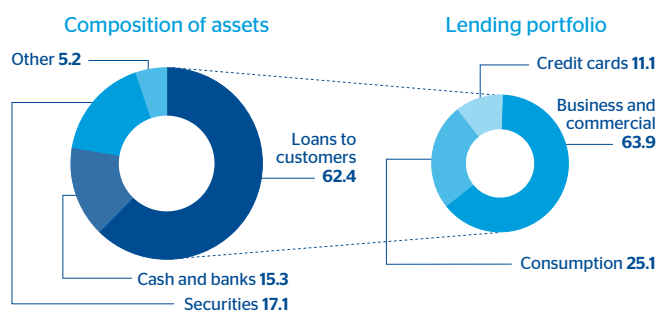 Composition of assets
Other 5.2
Loans to
customers
62.4
Cash and banks 15.3
Securities 17.1
Lending portfolio
Credit cards 11.1
Business and
commercial
63.9
Consumption 25.1